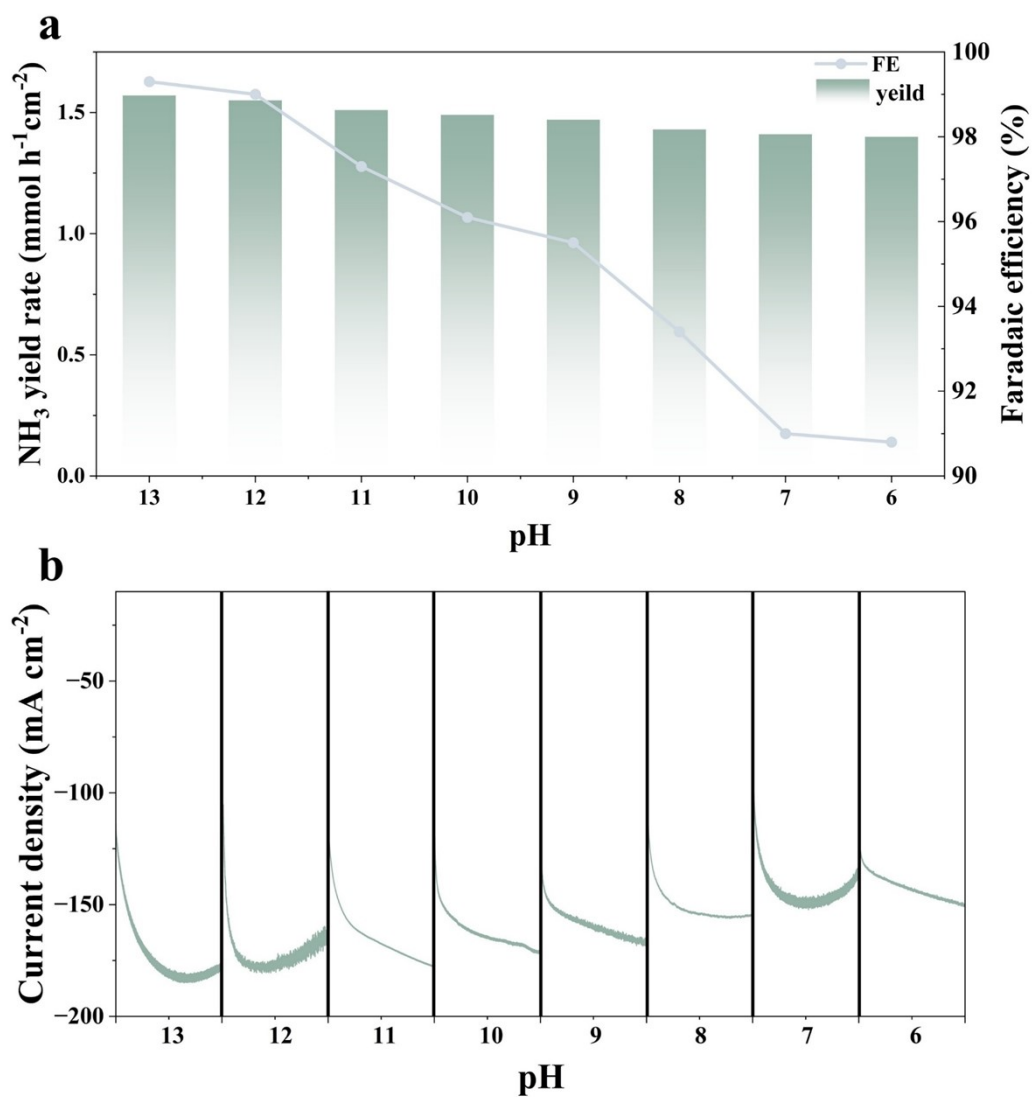 a
NH3 yield rate (mmol h-1cm-2)
1.5
1.0
0.5
0.0
FE
yeild
100
98
96
94
92
90
Faradaic efficiency (%)
13 12 11 10 9 8 7 6
pH
b
Current density (mA cm-2)
−50
−100
−150
−200
13 12 11 10 9 8 7 6
pH